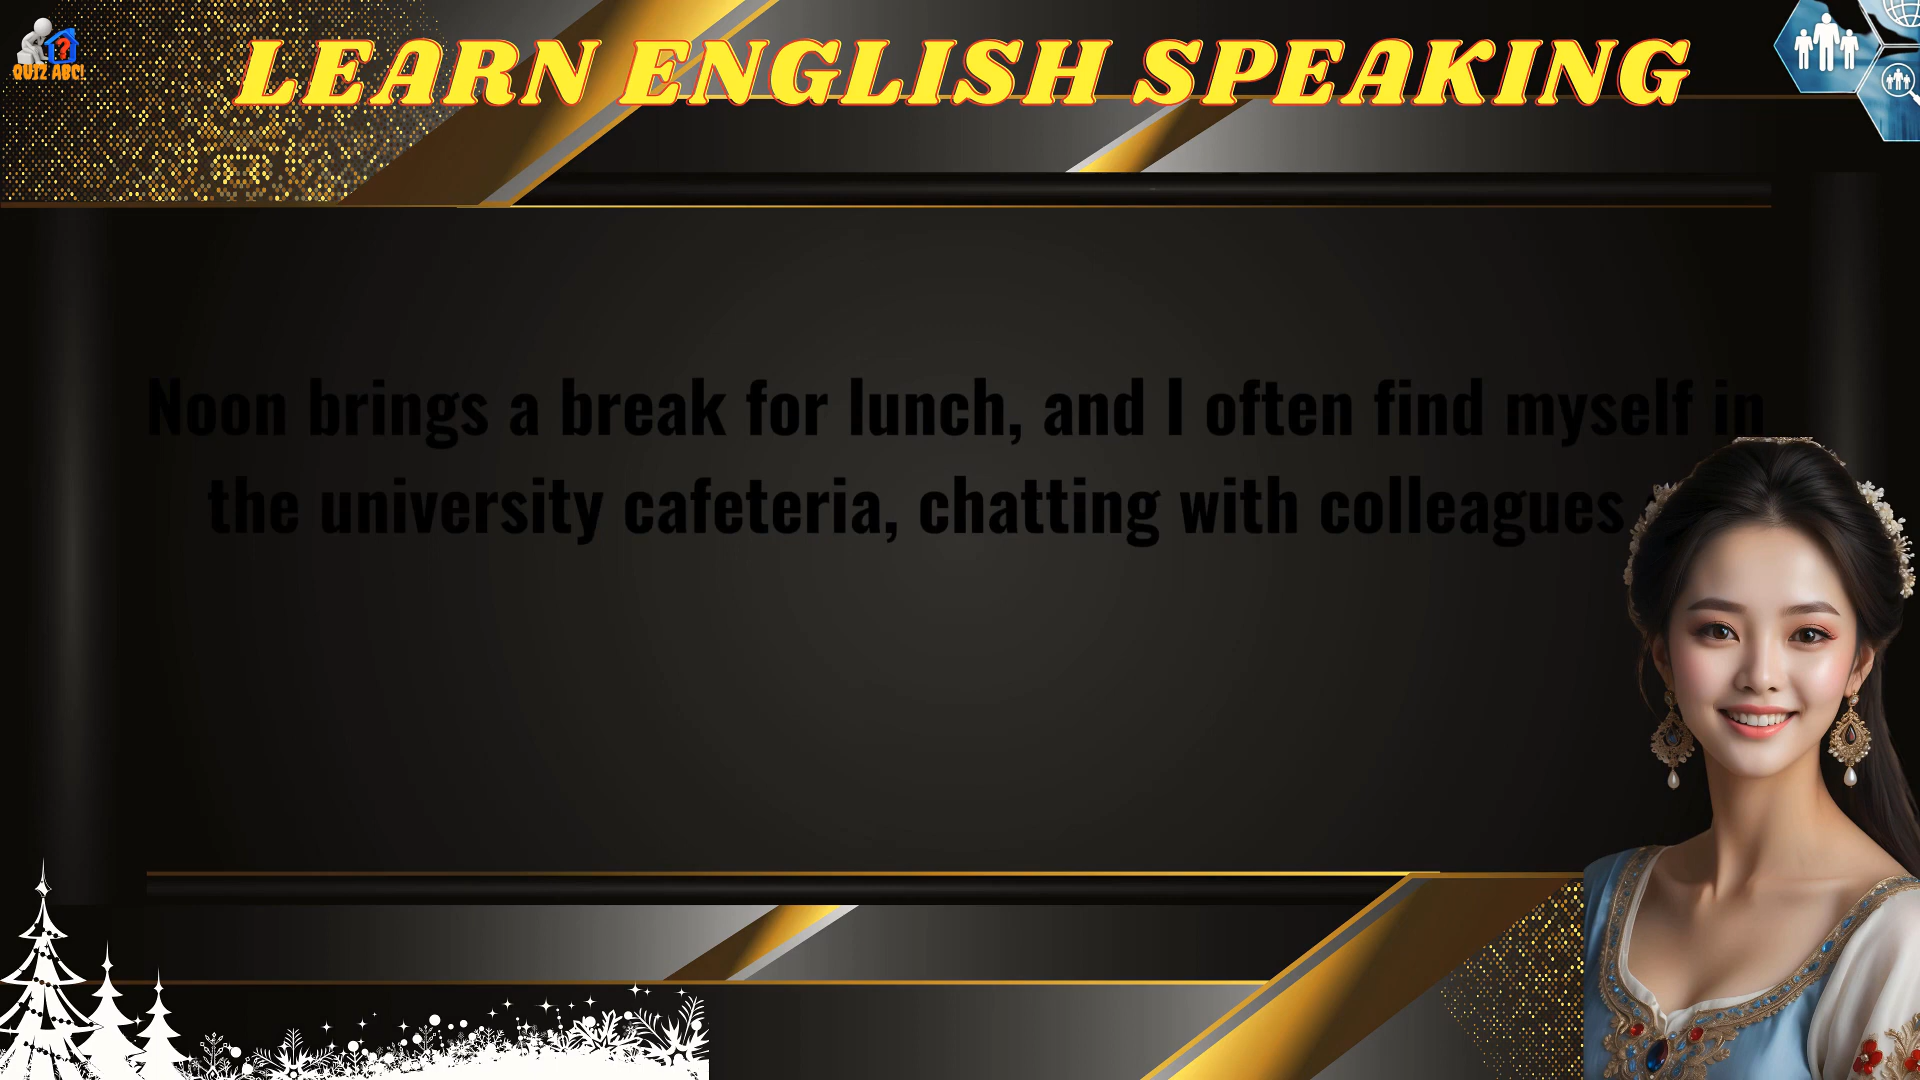 QUIZ ABC!
LEARN ENGLISH SPEAKING
Noon brings a break for lunch, and I often find myself in
the university cafeteria, chatting with colleagues